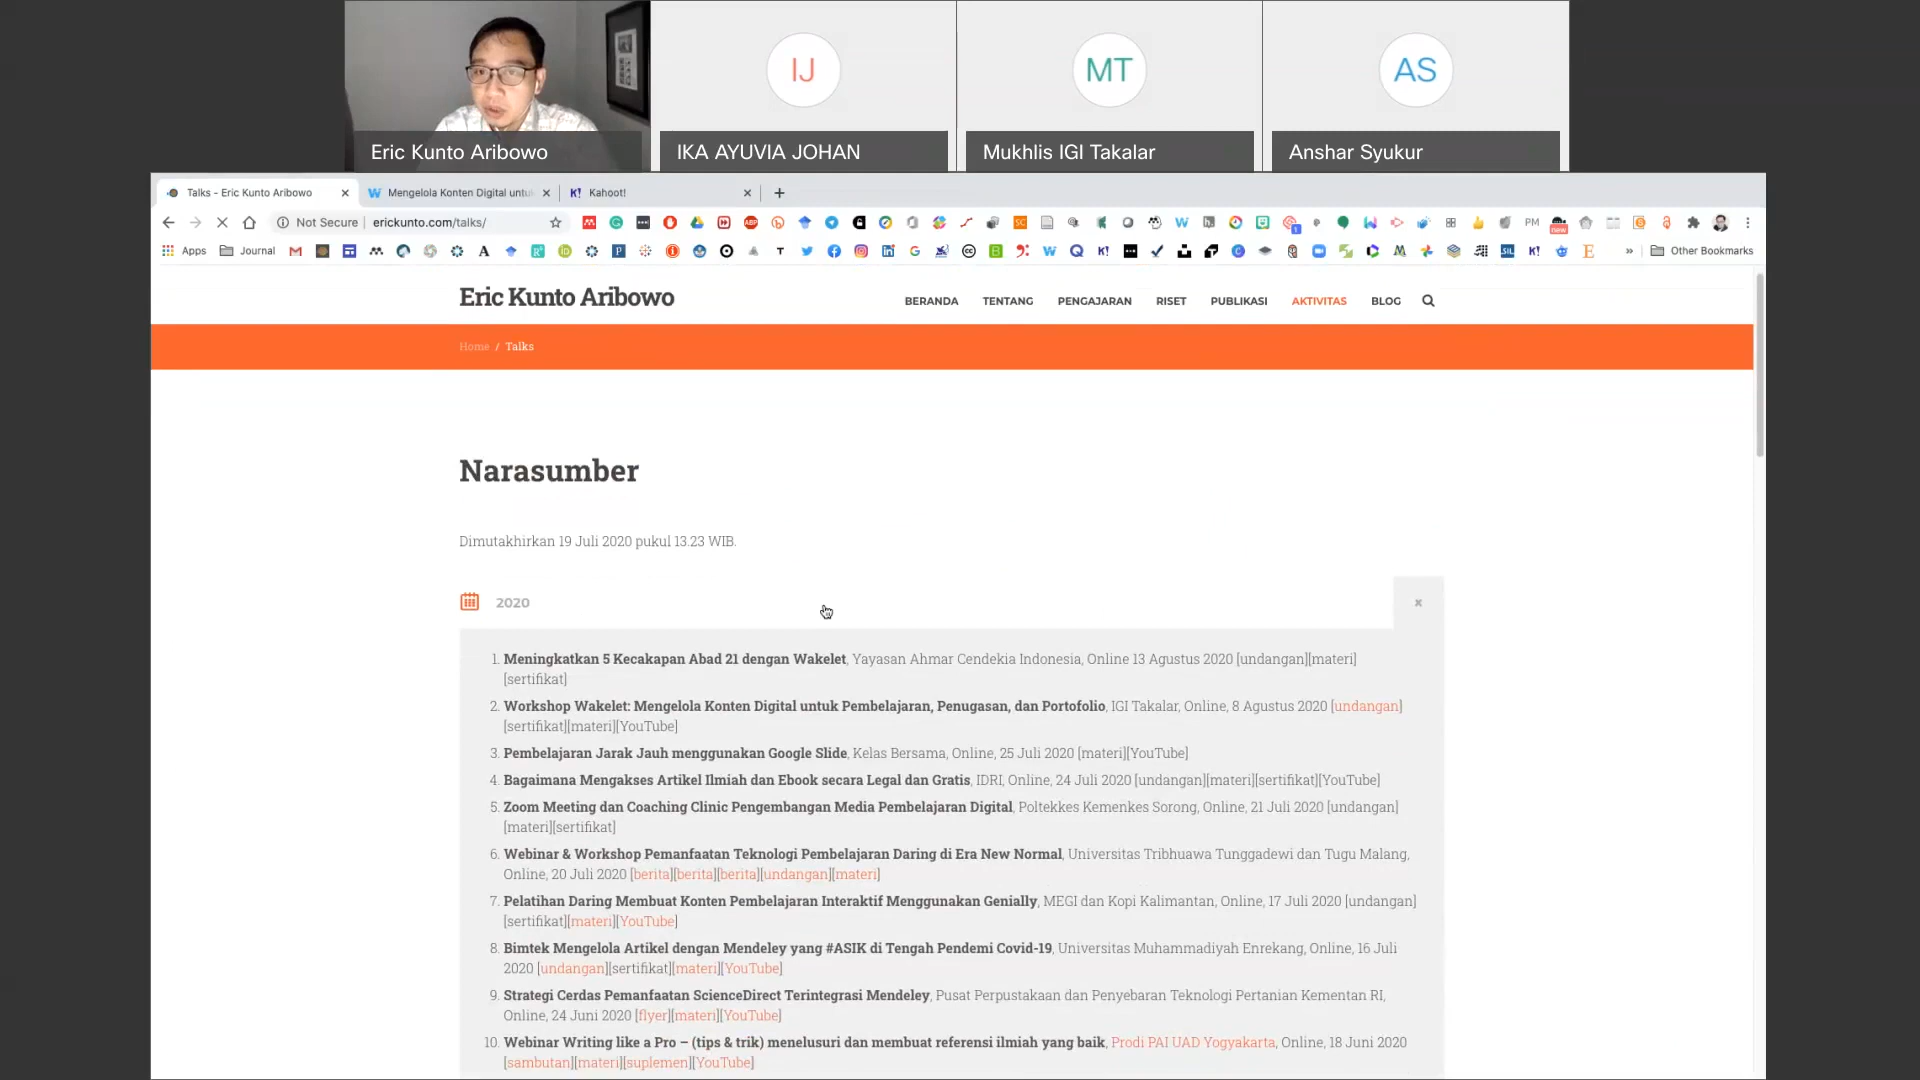 IJ
MT
AS
Eric Kunto Aribowo
IKA AYUVIA JOHAN
Mukhlis IGI Takalar
Anshar Syukur
Talks - Eric Kunto Aribowo
Mengelola Konten Digital untu
Kahoot!
Not Secure | erickunto.com/talks/
Apps
Journal
Other Bookmarks
Eric Kunto Aribowo
BERANDA
TENTANG
PENGAJARAN
RISET
PUBLIKASI
AKTIVITAS
BLOG
Home / Talks
Narasumber
Dimutakhirkan 19 Juli 2020 pukul 13.23 WIB.
2020
1. Meningkatkan 5 Kecakapan Abad 21 dengan Wakelet, Yayasan Ahmar Cendekia Indonesia, Online 13 Agustus 2020 [undangan][materi]
[sertifikat]
2. Workshop Wakelet: Mengelola Konten Digital untuk Pembelajaran, Penugasan, dan Portofolio, IGI Takalar, Online, 8 Agustus 2020 [undangan]
[sertifikat][materi][YouTube]
3. Pembelajaran Jarak Jauh menggunakan Google Slide, Kelas Bersama, Online, 25 Juli 2020 [materi][YouTube]
4. Bagaimana Mengakses Artikel Ilmiah dan Ebook secara Legal dan Gratis, IDRI, Online, 24 Juli 2020 [undangan][materi][sertifikat][YouTube]
5. Zoom Meeting dan Coaching Clinic Pengembangan Media Pembelajaran Digital, Poltekkes Kemenkes Sorong, Online, 21 Juli 2020 [undangan]
[materi][sertifikat]
6. Webinar & Workshop Pemanfaatan Teknologi Pembelajaran Daring di Era New Normal, Universitas Tribhuawa Tunggadewi dan Tugu Malang,
Online, 20 Juli 2020 [berita][berita][berita][undangan][materi]
7. Pelatihan Daring Membuat Konten Pembelajaran Interaktif Menggunakan Genially, MEGI dan Kopi Kalimantan, Online, 17 Juli 2020 [undangan]
[sertifikat][materi][YouTube]
8. Bimtek Mengelola Artikel dengan Mendeley yang #ASIK di Tengah Pendemi Covid-19, Universitas Muhammadiyah Enrekang, Online, 16 Juli
2020 [undangan][sertifikat][materi][YouTube]
9. Strategi Cerdas Pemanfaatan ScienceDirect Terintegrasi Mendeley, Pusat Perpustakaan dan Penyebaran Teknologi Pertanian Kementan RI,
Online, 24 Juni 2020 [flyer][materi][YouTube]
10. Webinar Writing like a Pro – (tips & trik) menelusuri dan membuat referensi ilmiah yang baik, Prodi PAI UAD Yogyakarta, Online, 18 Juni 2020
[sambutan][materi][suplemen][YouTube]